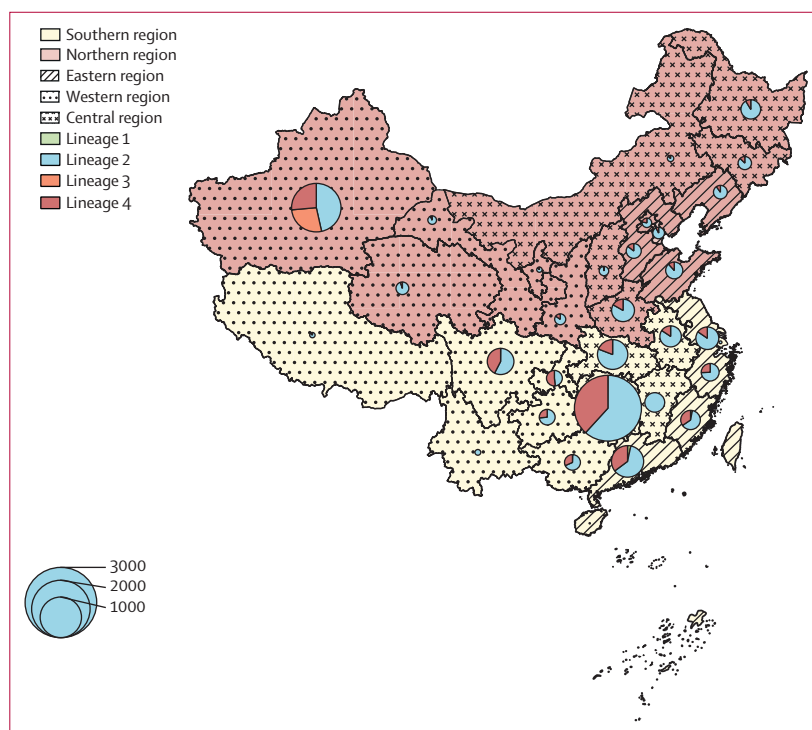 Southern region
Northern region
Eastern region
Western region
Central region
Lineage 1
Lineage 2
Lineage 3
Lineage 4
3000
2000
1000